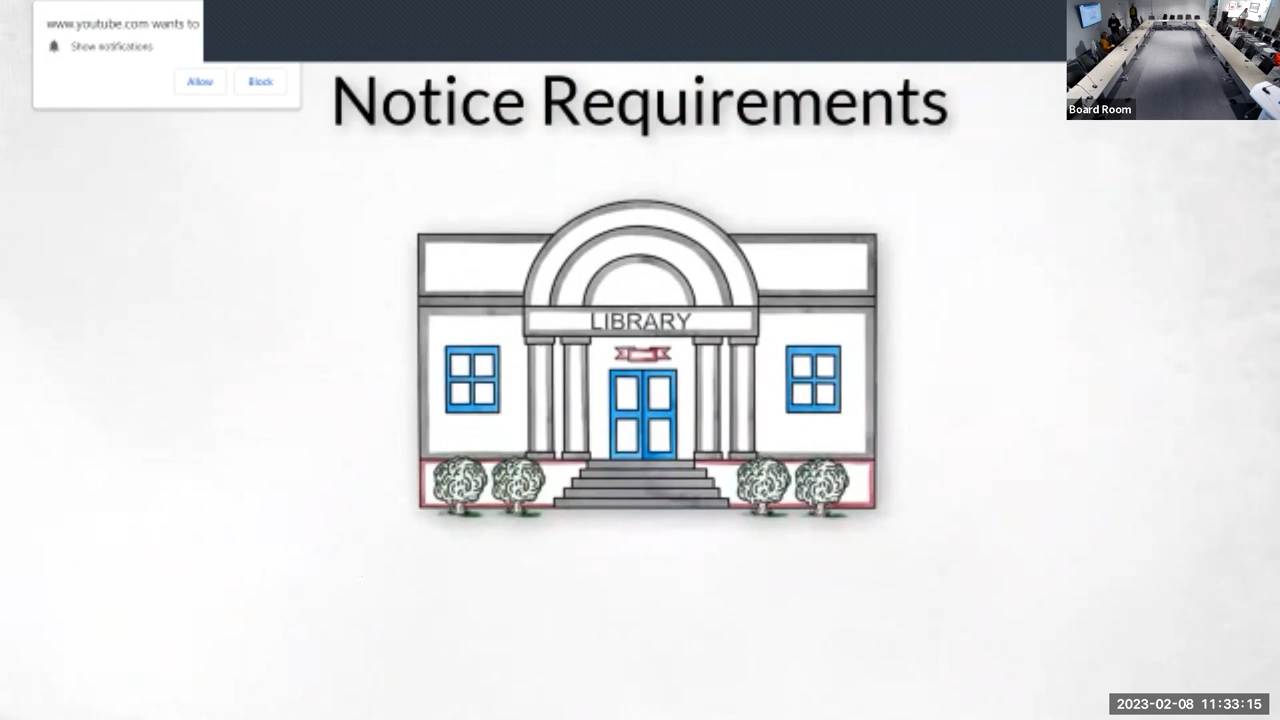 www.youtube.com wants to
Show notifications
Allow
Block
Notice Requirements
Board Room
LIBRARY
2023-02-08 11:33:15